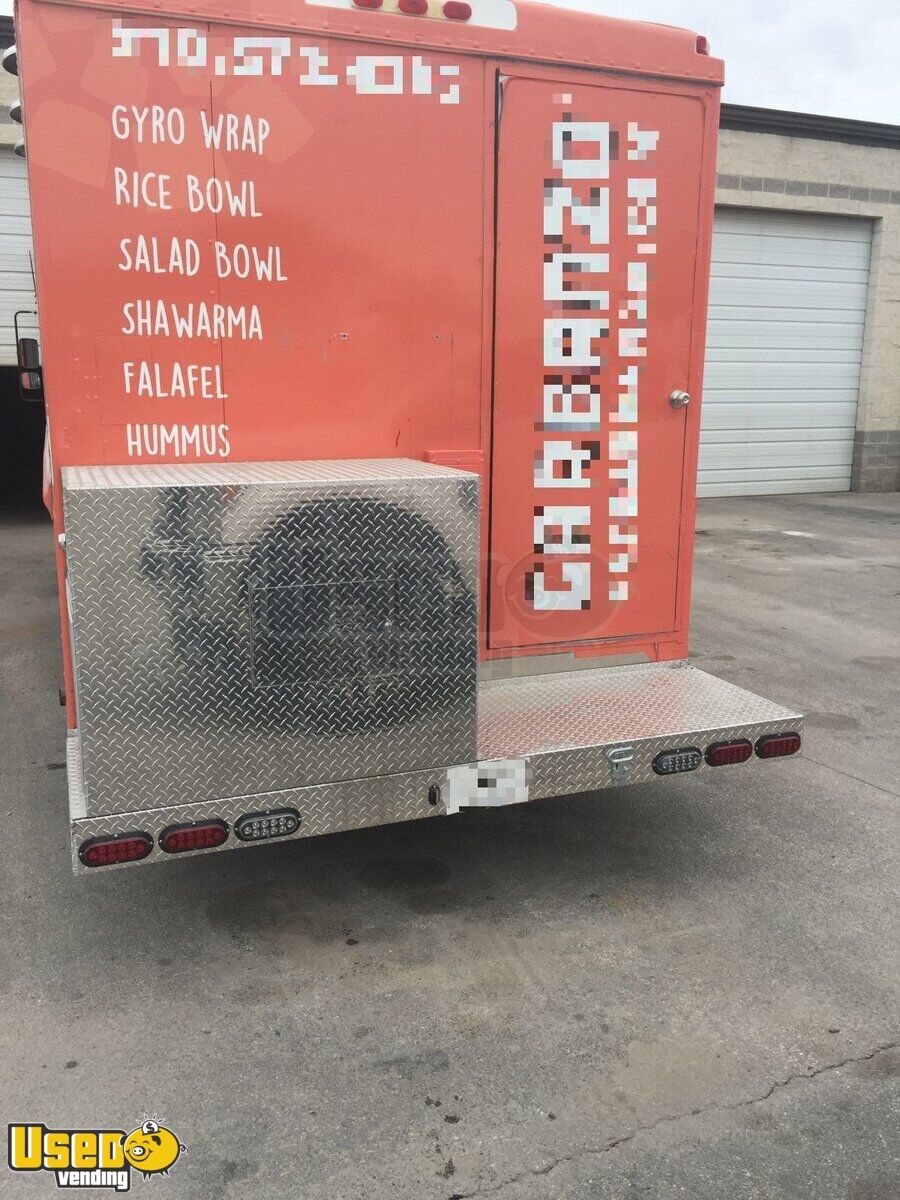 GYRO WRAP
RICE BOWL
SALAD BOWL
SHAWARMA
FALAFEL
HUMMUS
GARBANZO
USED
vending